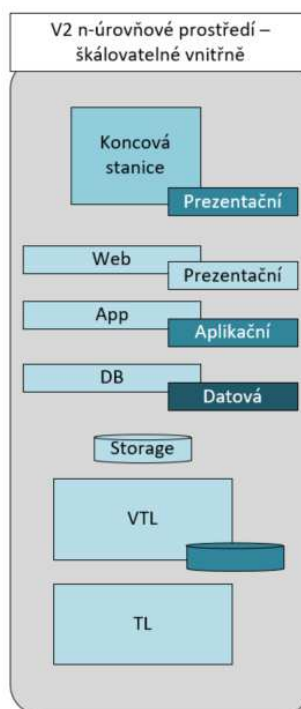 V2 n-úrovňové prostředí –
škálovatelné vnitřně
Koncová
stanice
Prezentační
Web
Prezentační
App
Aplikační
DB
Datová
Storage
VTL
TL